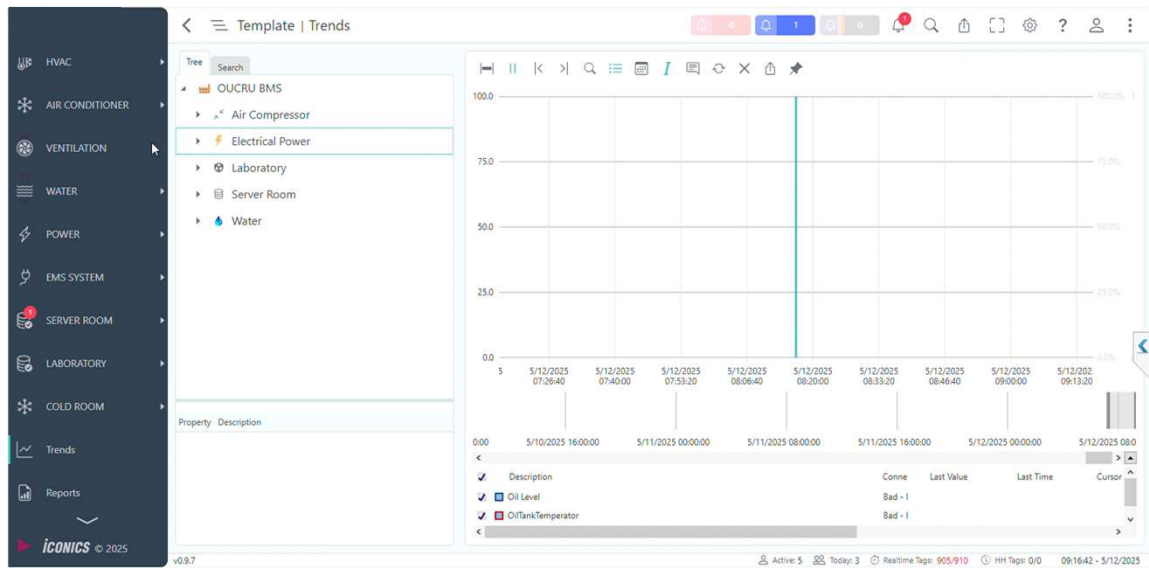 Template | Trends
0
1
0
1
?
HVAC
AIR CONDITIONER
VENTILATION
WATER
POWER
EMS SYSTEM
1
SERVER ROOM
LABORATORY
COLD ROOM
Trends
Reports
ICONICS © 2025
Tree
Search
OUCRU BMS
Air Compressor
Electrical Power
Laboratory
Server Room
Water
Property Description
100.0
75.0
50.0
25.0
0.0
100.0%
75.0%
50.0%
25.0%
0.0%
5 5/12/2025 5/12/2025 5/12/2025 5/12/2025 5/12/2025 5/12/2025 5/12/2025 5/12/2025 5/12/202
07:26:40 07:40:00 07:53:20 08:06:40 08:20:00 08:33:20 08:46:40 09:00:00 09:13:20
0:00 5/10/2025 16:00:00 5/11/2025 00:00:00 5/11/2025 08:00:00 5/11/2025 16:00:00 5/12/2025 00:00:00 5/12/2025 08:0
Description Conne Last Value Last Time Cursor
Oil Level Bad - I
OilTankTemperator Bad - I
v0.9.7 Active: 5 Today: 3 Realtime Tags: 905/910 HH Tags: 0/0 09:16:42 - 5/12/2025